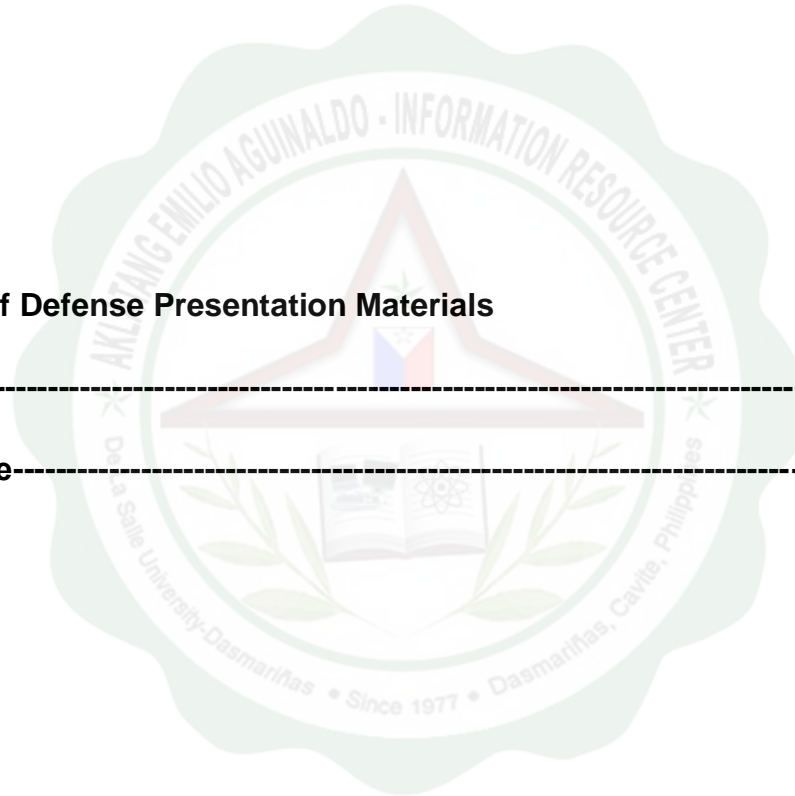 AKLATANG EMILIO AGUINALDO - INFORMATION RESOURCE CENTER
f Defense Presentation Materials
--------------------------------------------------------------------------
e------------------------------------------------------------------------
De La Salle University-Dasmariñas • Since 1977 • Dasmariñas, Cavite, Philippines